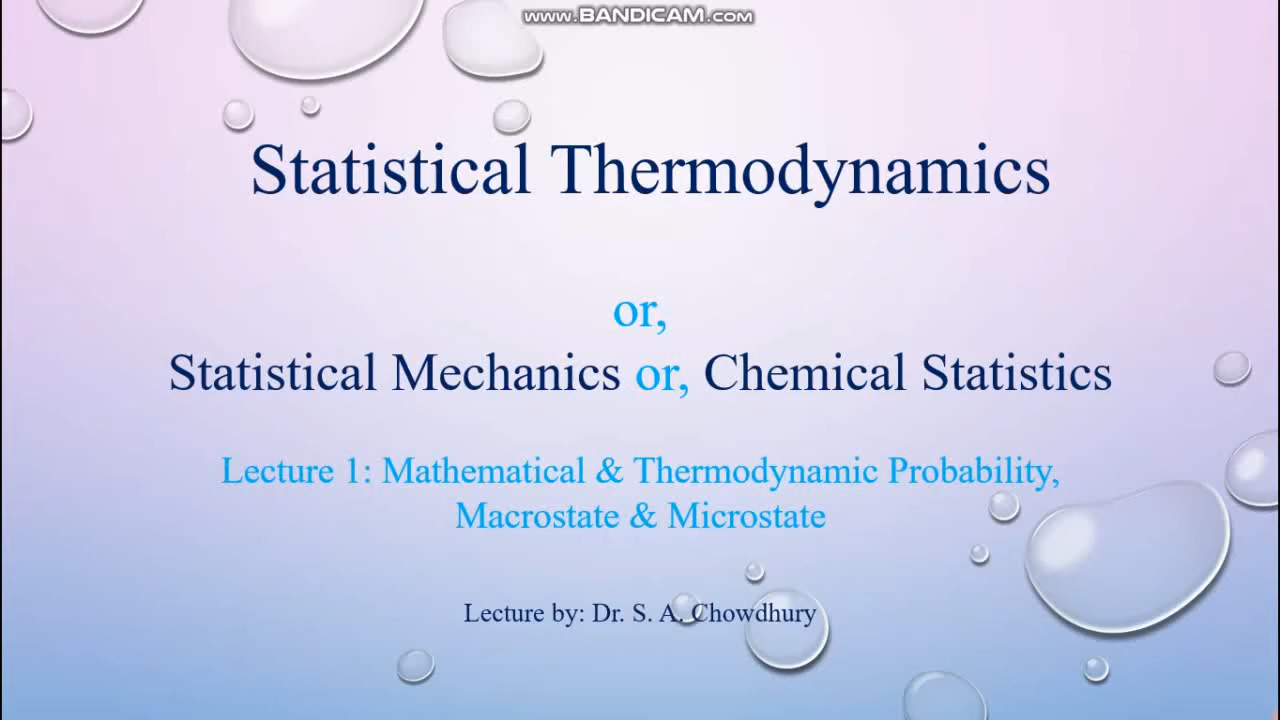 www.BANDICAM.com
Statistical Thermodynamics
or,
Statistical Mechanics or, Chemical Statistics
Lecture 1: Mathematical & Thermodynamic Probability,
Macrostate & Microstate
Lecture by: Dr. S. A. Chowdhury